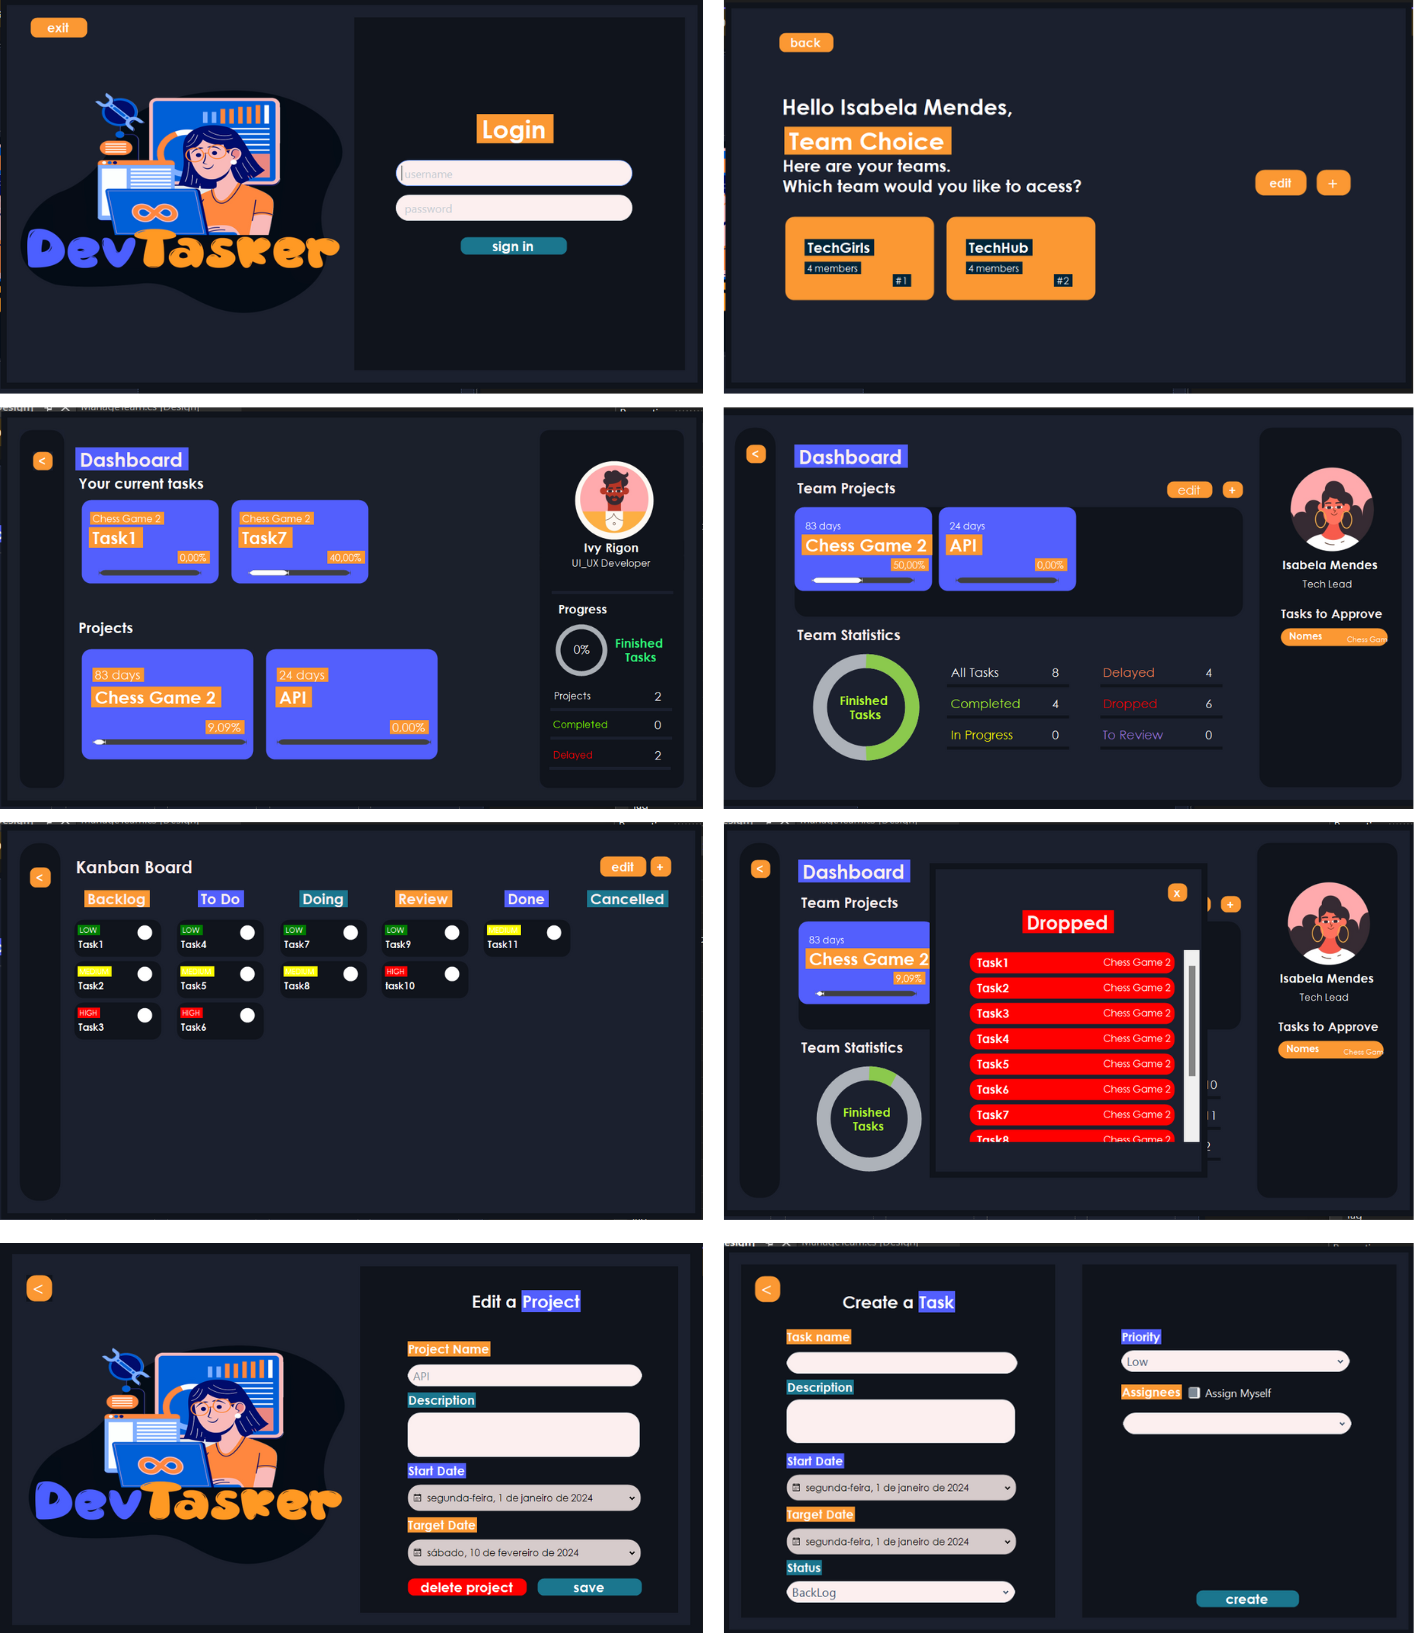 exit
Login
username
password
sign in
DevTasker
back
Hello Isabela Mendes,
Team Choice
Here are your teams.
Which team would you like to acess?
edit
+
TechGirls
4 members
#1
TechHub
4 members
#2
<
Dashboard
Your current tasks
Chess Game 2
Task1
0,00%
Chess Game 2
Task7
40,00%
Projects
83 days
Chess Game 2
9,09%
24 days
API
0,00%
Ivy Rigon
UI_UX Developer
Progress
0%
Finished
Tasks
Projects 2
Completed 0
Delayed 2
<
Dashboard
Team Projects
edit
+
83 days
Chess Game 2
50,00%
24 days
API
0,00%
Team Statistics
Finished
Tasks
All Tasks 8
Completed 4
In Progress 0
Delayed 4
Dropped 6
To Review 0
Isabela Mendes
Tech Lead
Tasks to Approve
Nomes Chess Gam
<
Kanban Board
edit
+
Backlog
To Do
Doing
Review
Done
Cancelled
LOW
Task1
LOW
Task4
LOW
Task7
LOW
Task9
MEDIUM
Task11
MEDIUM
Task2
MEDIUM
Task5
MEDIUM
Task8
HIGH
task10
HIGH
Task3
HIGH
Task6
<
Dashboard
Team Projects
+
83 days
Chess Game 2
9,09%
Team Statistics
Finished
Tasks
x
Dropped
Task1 Chess Game 2
Task2 Chess Game 2
Task3 Chess Game 2
Task4 Chess Game 2
Task5 Chess Game 2
Task6 Chess Game 2
Task7 Chess Game 2
Task8 Chess Game 2
Isabela Mendes
Tech Lead
Tasks to Approve
Nomes Chess Gam
<
DevTasker
Edit a Project
Project Name
API
Description
Start Date
segunda-feira, 1 de janeiro de 2024
Target Date
sábado, 10 de fevereiro de 2024
delete project
save
<
Create a Task
Task name
Description
Start Date
segunda-feira, 1 de janeiro de 2024
Target Date
segunda-feira, 1 de janeiro de 2024
Status
BackLog
Priority
Low
Assignees
Assign Myself
create